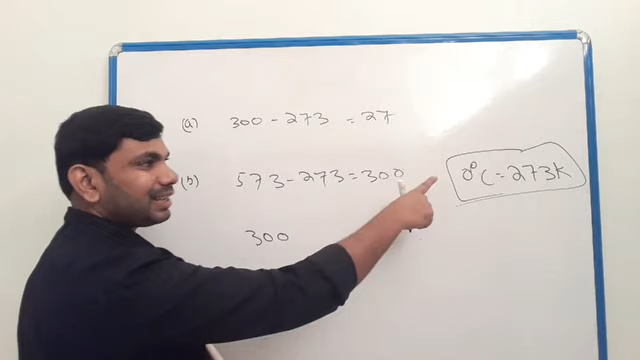 (a) 300 - 273 = 27
(b) 573 - 273 = 300
0°C = 273K
300